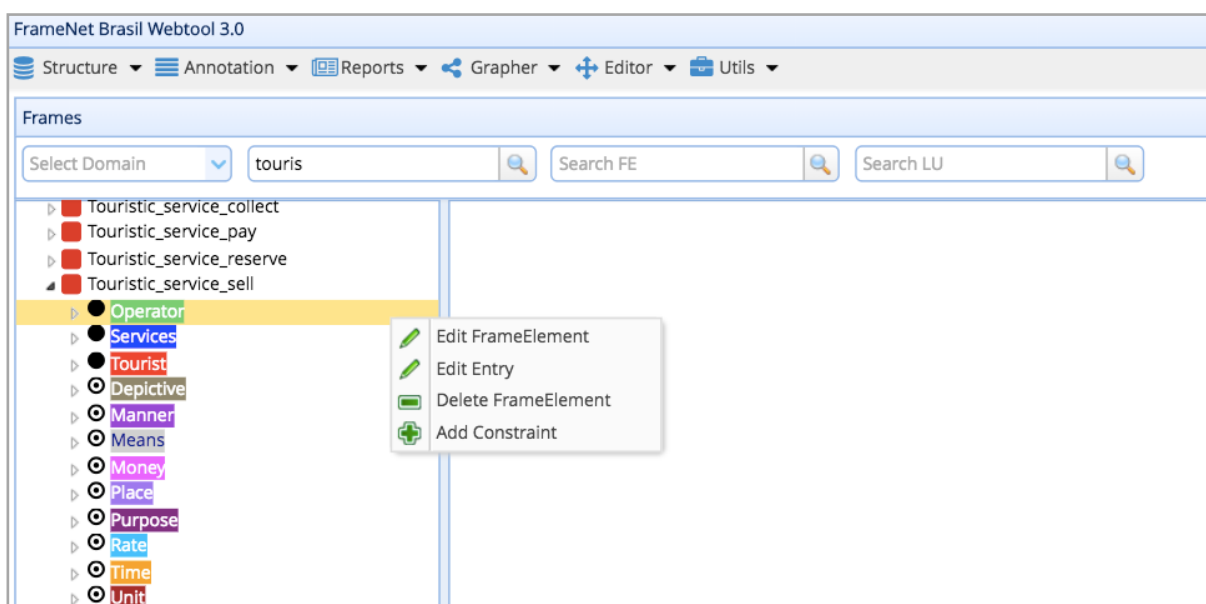 FrameNet Brasil Webtool 3.0
Structure Annotation Reports Grapher Editor Utils
Frames
Select Domain touris Search FE Search LU
Touristic_service_collect
Touristic_service_pay
Touristic_service_reserve
Touristic_service_sell
Operator
Services
Tourist
Depictive
Manner
Means
Money
Place
Purpose
Rate
Time
Unit
Edit FrameElement
Edit Entry
Delete FrameElement
Add Constraint